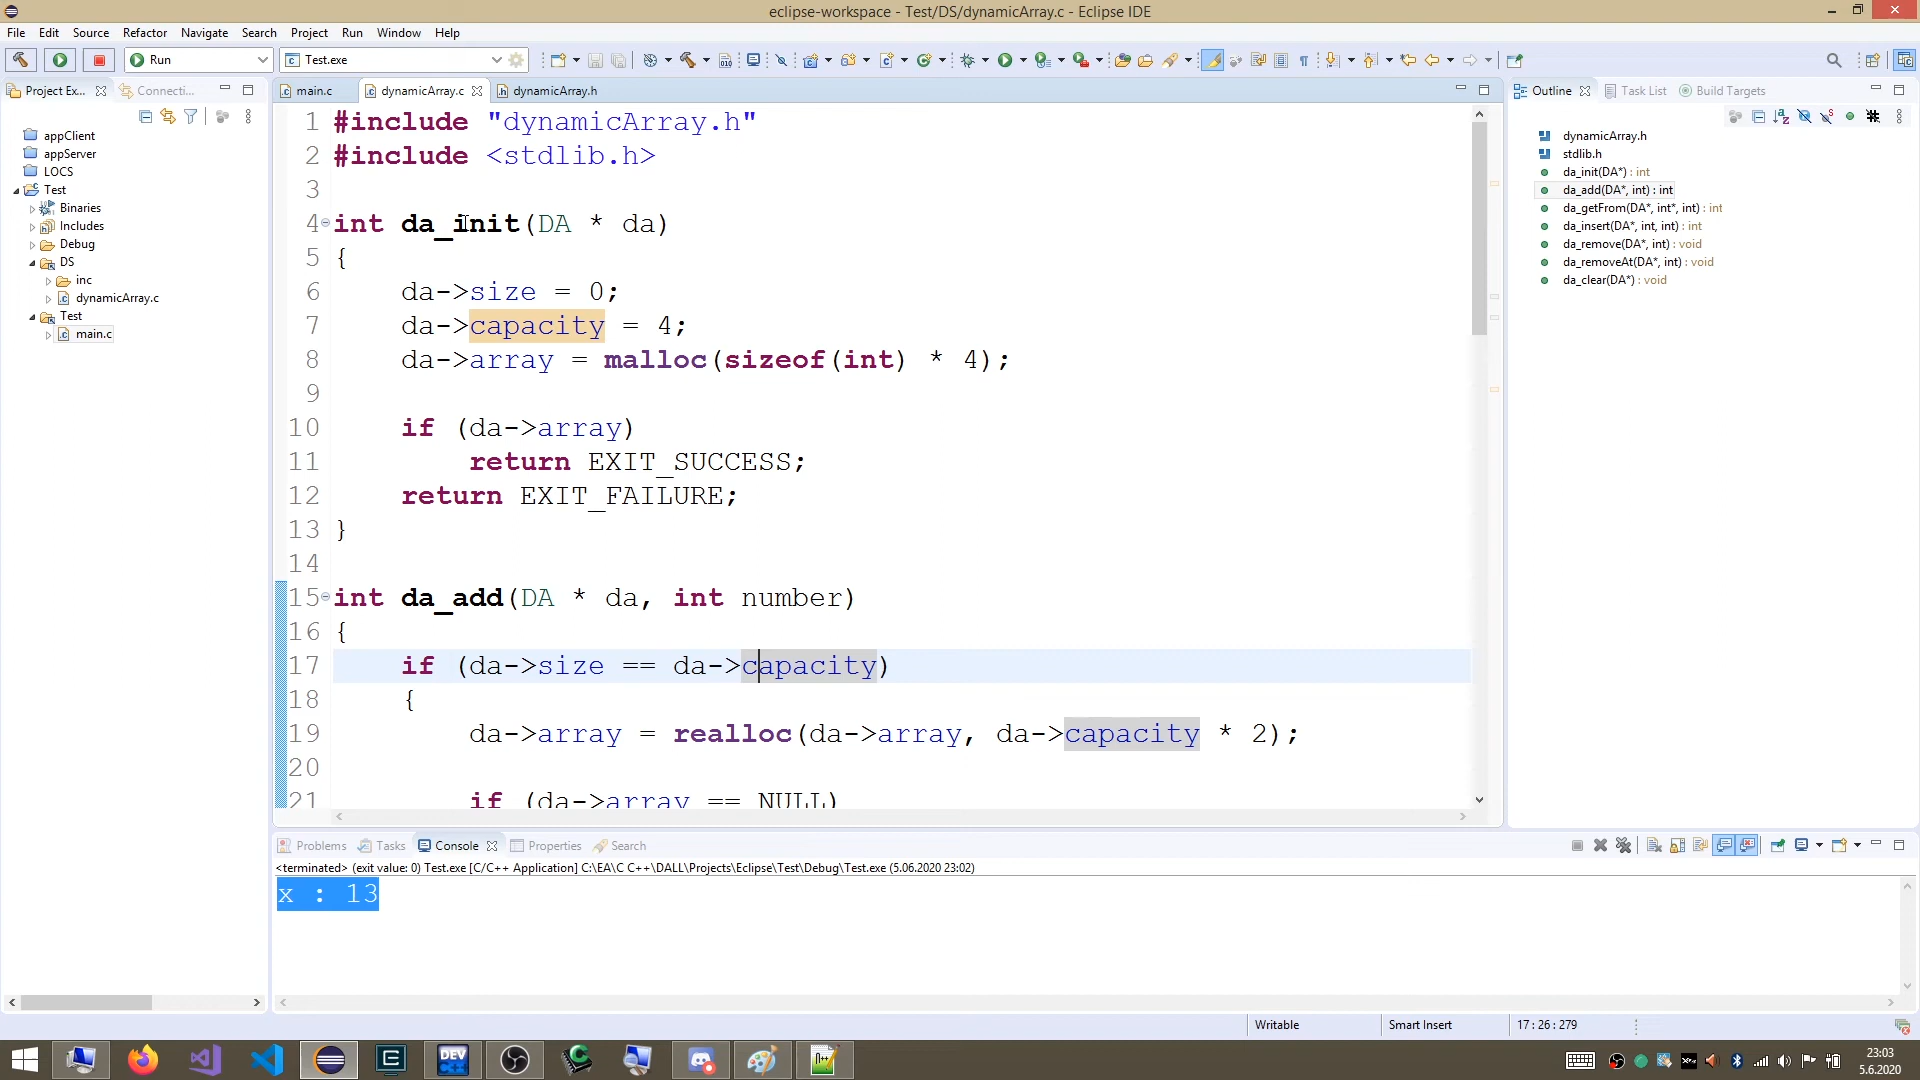 eclipse-workspace - Test/DS/dynamicArray.c - Eclipse IDE
File Edit Source Refactor Navigate Search Project Run Window Help
Run Test.exe
Project Ex... Connecti...
appClient
appServer
LOCS
Test
Binaries
Includes
Debug
DS
inc
dynamicArray.c
Test
main.c
main.c dynamicArray.c dynamicArray.h
1 #include "dynamicArray.h"
2 #include <stdlib.h>
3
4 int da_init(DA * da)
5 {
6 da->size = 0;
7 da->capacity = 4;
8 da->array = malloc(sizeof(int) * 4);
9
10 if (da->array)
11 return EXIT_SUCCESS;
12 return EXIT_FAILURE;
13 }
14
15 int da_add(DA * da, int number)
16 {
17 if (da->size == da->capacity)
18 {
19 da->array = realloc(da->array, da->capacity * 2);
20
21 if (da->array == NULL)
Outline Task List Build Targets
dynamicArray.h
stdlib.h
da_init(DA*) : int
da_add(DA*, int) : int
da_getFrom(DA*, int*, int) : int
da_insert(DA*, int, int) : int
da_remove(DA*, int) : void
da_removeAt(DA*, int) : void
da_clear(DA*) : void
Problems Tasks Console Properties Search
<terminated> (exit value: 0) Test.exe [C/C++ Application] C:\EA\C C++\DALL\Projects\Eclipse\Test\Debug\Test.exe (5.06.2020 23:02)
x : 13
Writable Smart Insert 17 : 26 : 279
DEV
23:03
5.6.2020